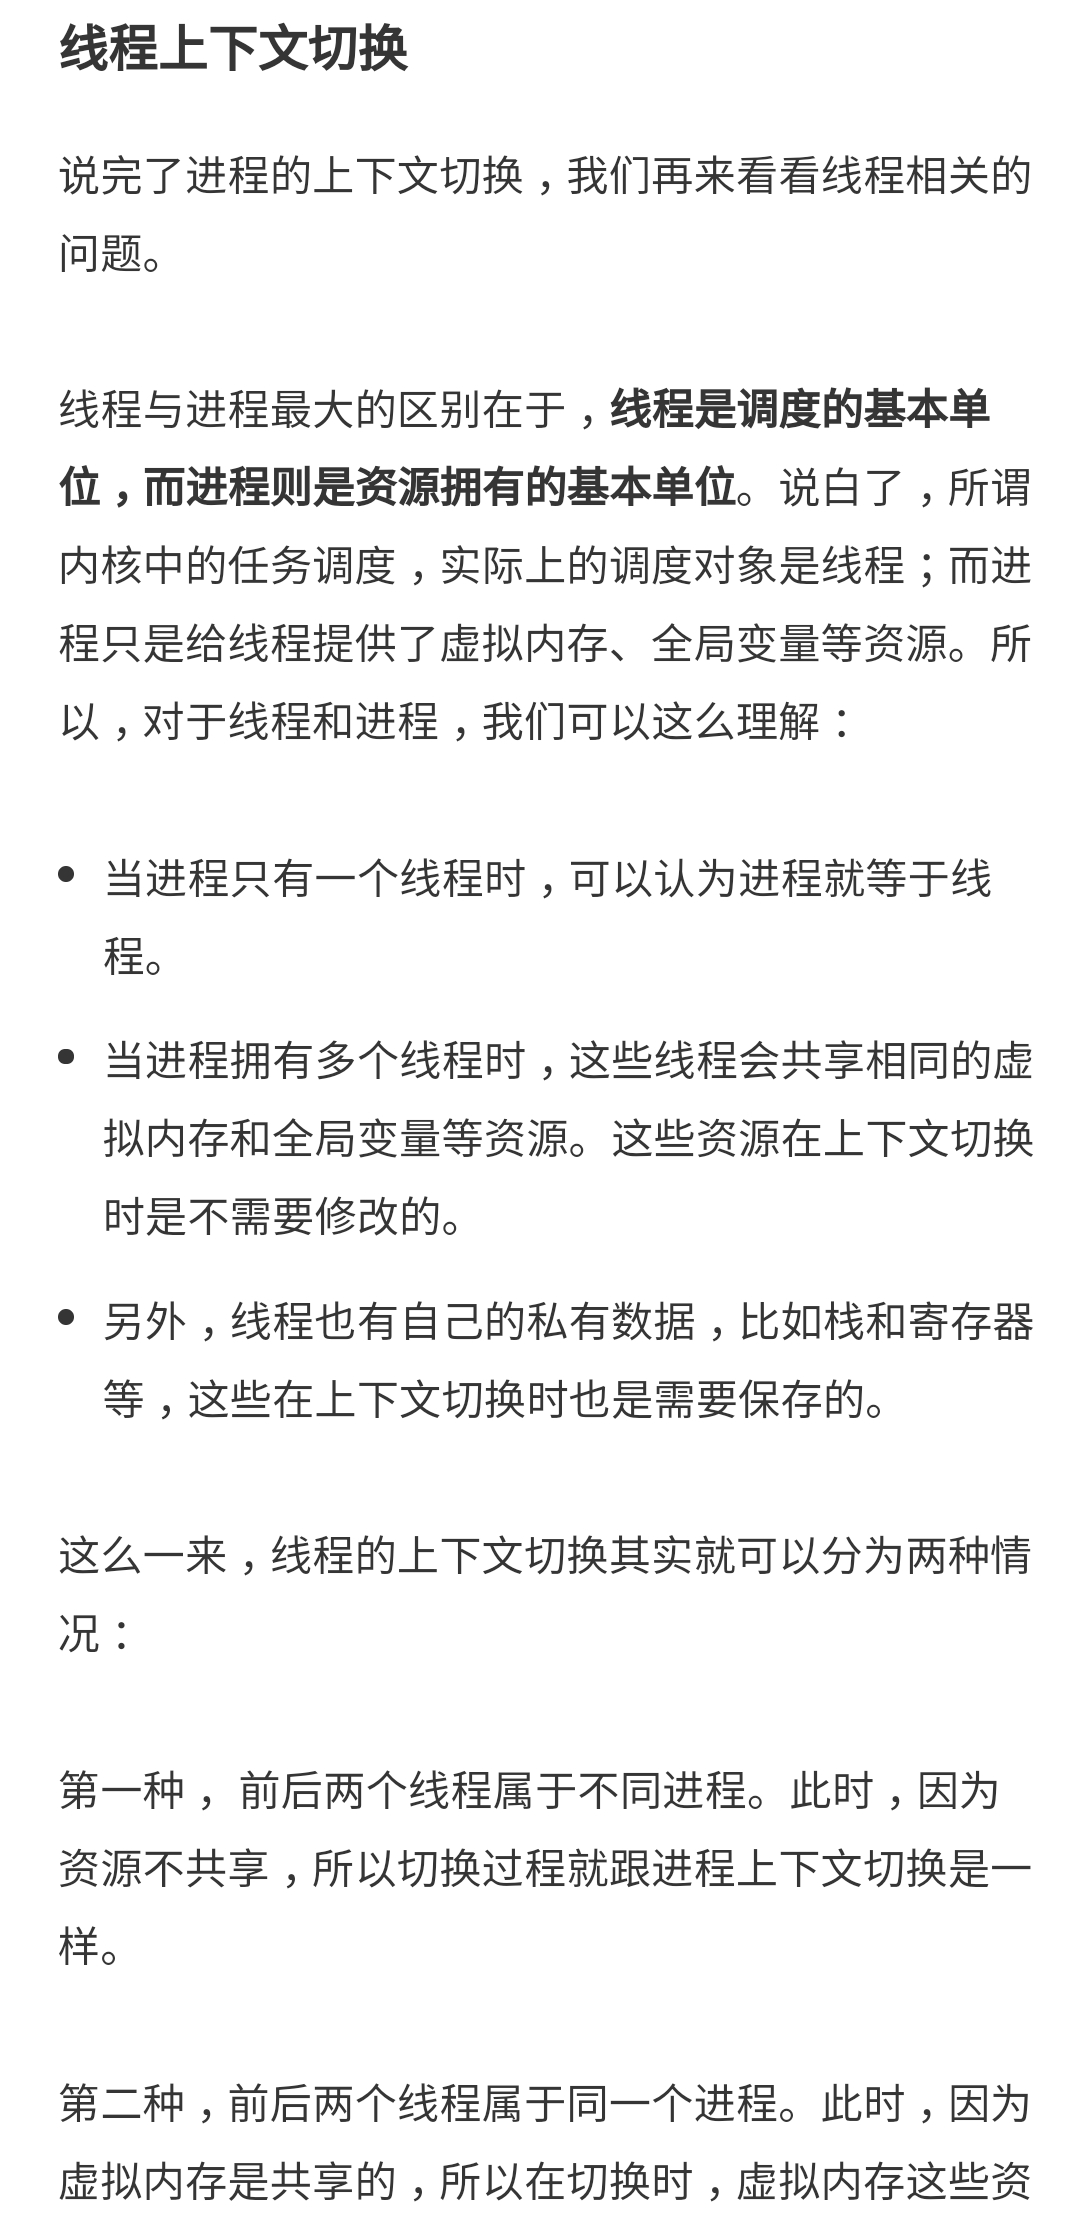 线程上下文切换
说完了进程的上下文切换，我们再来看看线程相关的
问题。
线程与进程最大的区别在于，线程是调度的基本单
位，而进程则是资源拥有的基本单位。说白了，所谓
内核中的任务调度，实际上的调度对象是线程；而进
程只是给线程提供了虚拟内存、全局变量等资源。所
以，对于线程和进程，我们可以这么理解：
• 当进程只有一个线程时，可以认为进程就等于线
程。
• 当进程拥有多个线程时，这些线程会共享相同的虚
拟内存和全局变量等资源。这些资源在上下文切换
时是不需要修改的。
• 另外，线程也有自己的私有数据，比如栈和寄存器
等，这些在上下文切换时也是需要保存的。
这么一来，线程的上下文切换其实就可以分为两种情
况：
第一种， 前后两个线程属于不同进程。此时，因为
资源不共享，所以切换过程就跟进程上下文切换是一
样。
第二种，前后两个线程属于同一个进程。此时，因为
虚拟内存是共享的，所以在切换时，虚拟内存这些资